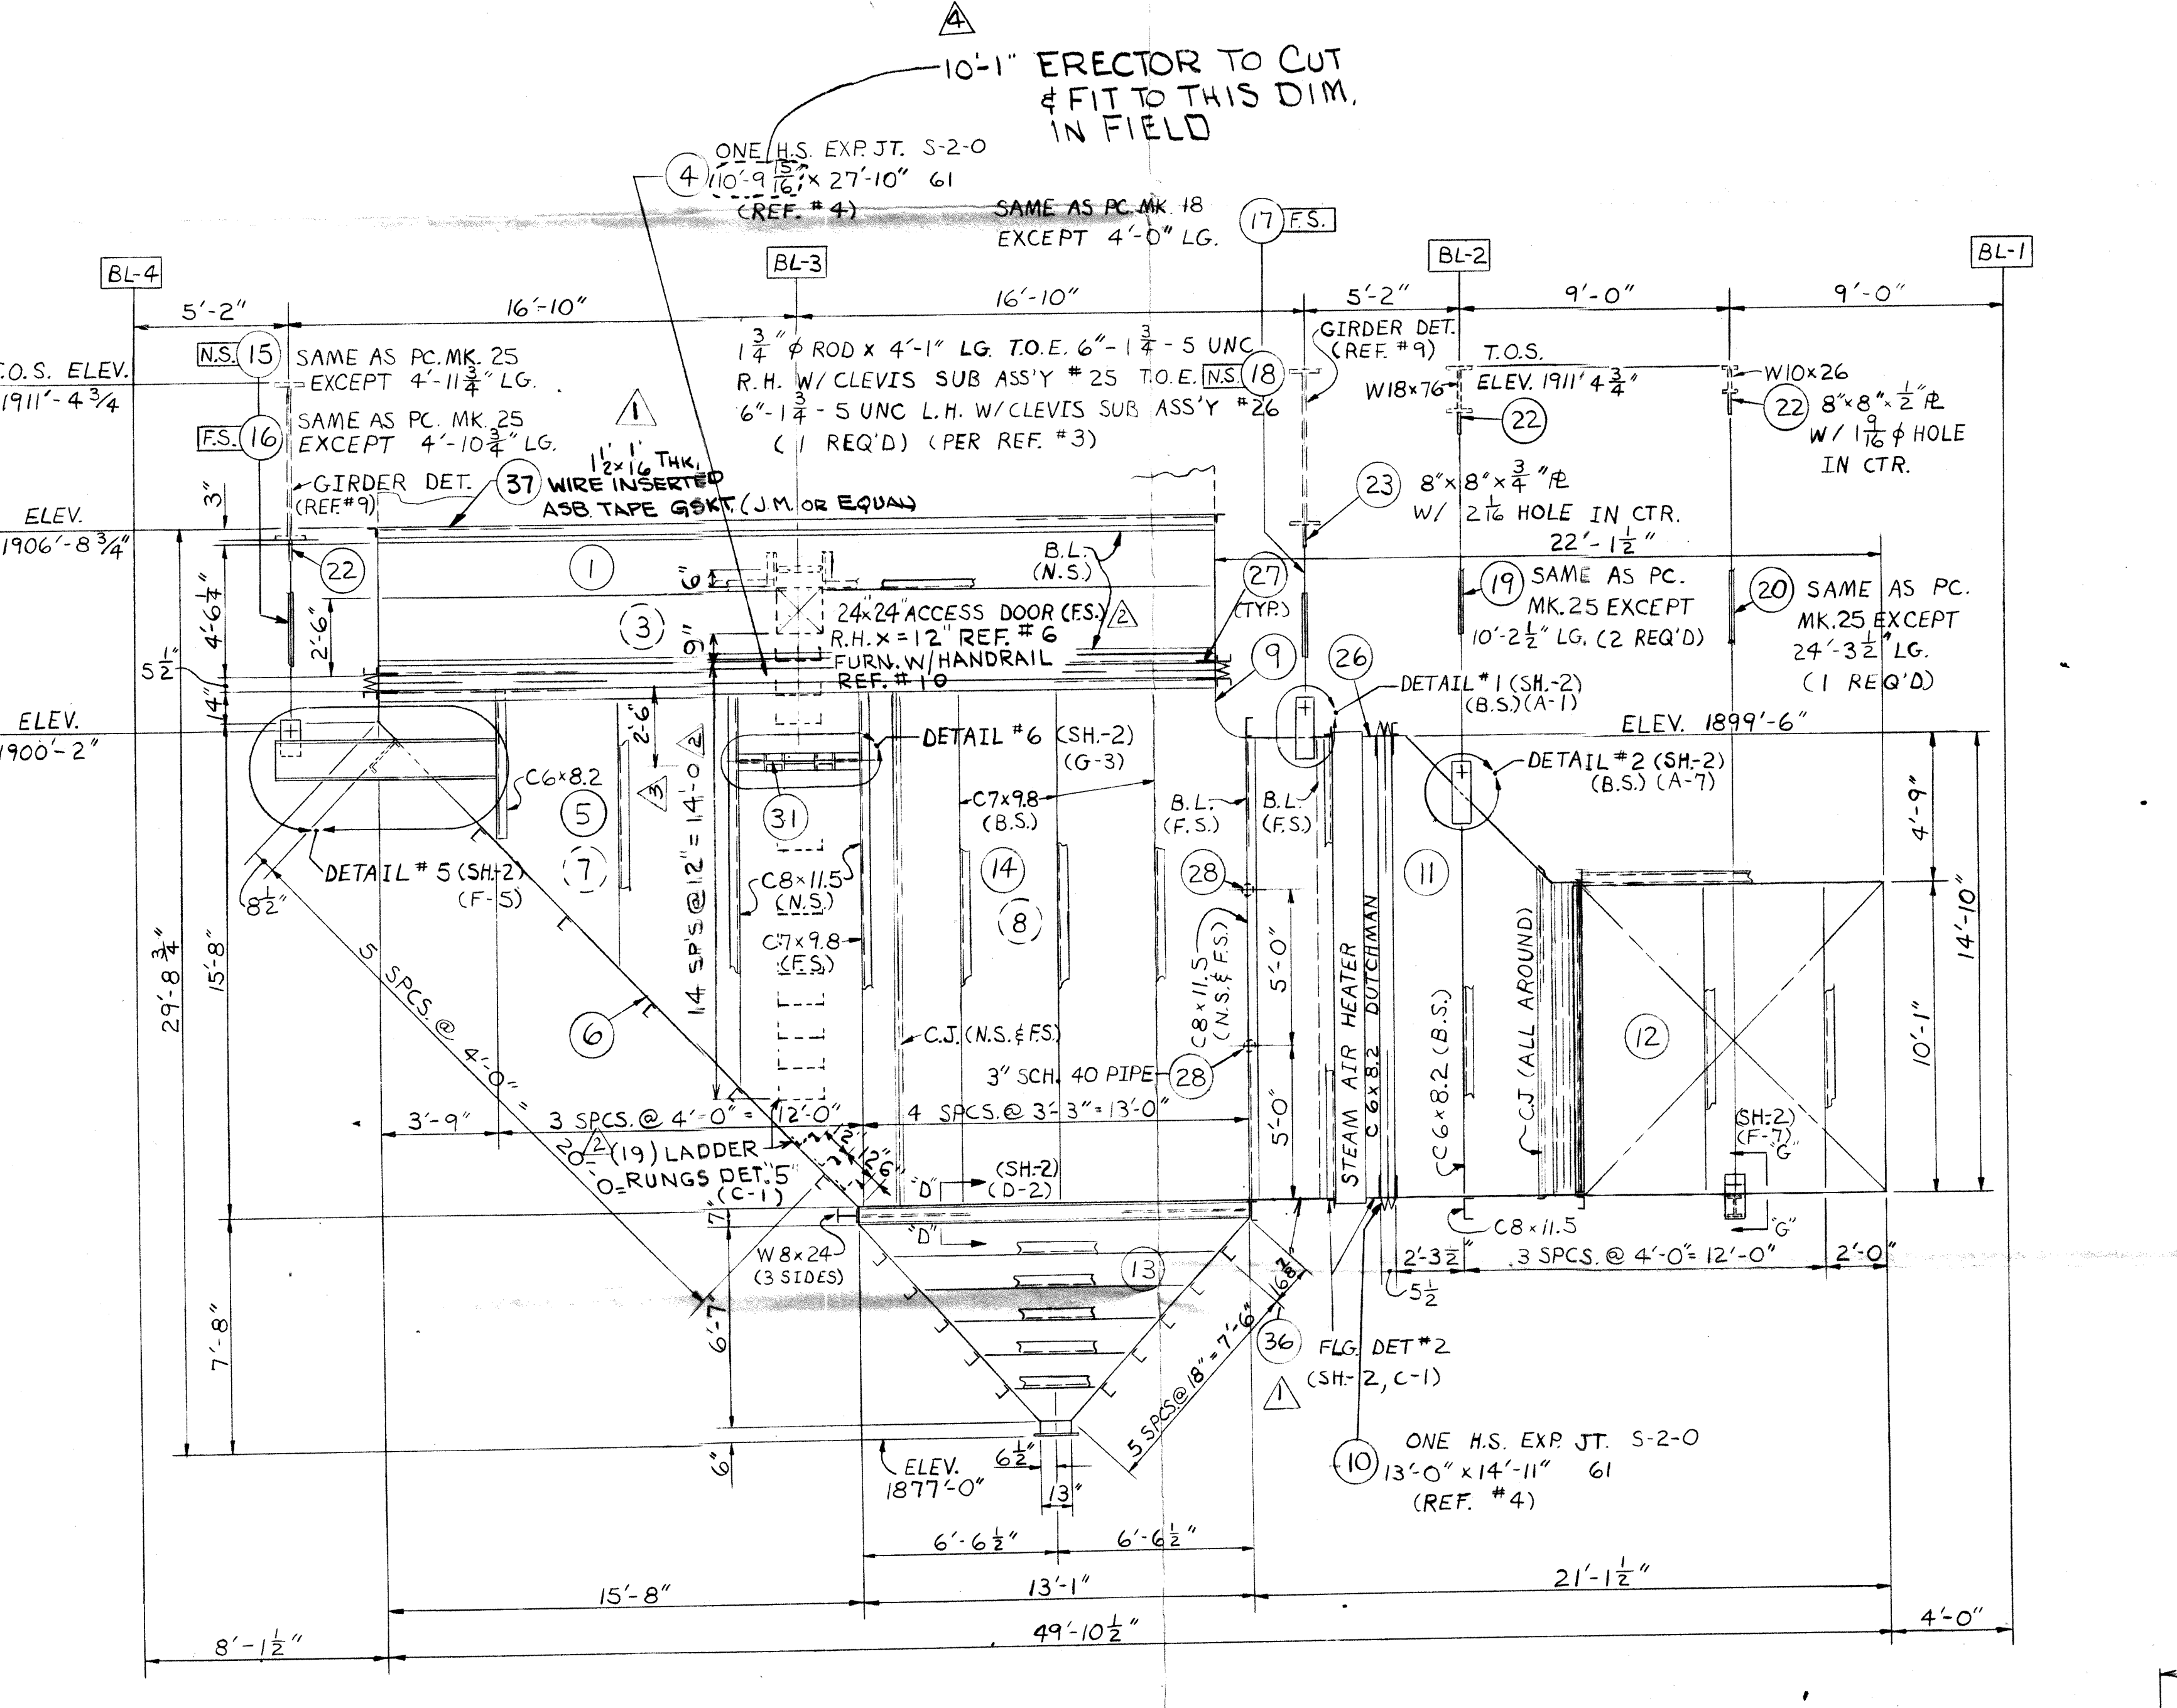 4
10'-1" ERECTOR TO CUT
& FIT TO THIS DIM.
IN FIELD
ONE H.S. EXP. JT. S-2-0
4 10'-9 15/16" x 27'-10" 61
(REF. #4)
SAME AS PC. MK. 18
EXCEPT 4'-0" LG.
17 F.S.
BL-4
BL-3
BL-2
BL-1
5'-2"
16'-10"
16'-10"
5'-2"
9'-0"
9'-0"
N.S. 15 SAME AS PC. MK. 25
EXCEPT 4'-11 3/4" LG.
T.O.S. ELEV.
1911'-4 3/4
F.S. 16 SAME AS PC. MK. 25
EXCEPT 4'-10 3/4" LG.
GIRDER DET.
(REF. #9)
1 3/4" φ ROD x 4'-1" LG. T.O.E. 6"-1 3/4 - 5 UNC
R.H. W/ CLEVIS SUB ASS'Y #25 T.O.E. N.S. 18
6"-1 3/4 - 5 UNC L.H. W/ CLEVIS SUB ASS'Y #26
(1 REQ'D) (PER REF. #3)
GIRDER DET.
(REF. #9)
T.O.S.
ELEV. 1911' 4 3/4"
W18x76
22
W10x26
22 8"x8"x1/2" PL
W/ 1 9/16 φ HOLE
IN CTR.
1
37 1 1/2' x 1/16' THK.
WIRE INSERTED
ASB. TAPE GSKT. (J.M. OR EQUAL)
23 8"x8"x3/4" PL
W/ 2 1/16 HOLE IN CTR.
22'-1 1/2"
3"
ELEV.
1906'-8 3/4"
22
1
B.L.
(N.S.)
27
(TYP.)
19 SAME AS PC.
MK. 25 EXCEPT
10'-2 1/2" LG. (2 REQ'D)
20 SAME AS PC.
MK. 25 EXCEPT
24'-3 1/2" LG.
(1 REQ'D)
4'-6 1/4"
2'-6"
5 1/2"
14"
3
6"
9"
24x24" ACCESS DOOR (F.S.) 2
R.H. X = 12" REF. #6
FURN. W/ HANDRAIL
REF. #10
9
26
DETAIL #1 (SH.-2)
(B.S.) (A-1)
ELEV. 1899'-6"
ELEV.
1900'-2"
2'-6"
3
14 SP'S @ 12" = 14'-0 2
DETAIL #6 (SH.-2)
(G-3)
DETAIL #2 (SH.-2)
(B.S.) (A-7)
C6x8.2
5
7
31
C7x9.8
(B.S.)
B.L.
(F.S.)
B.L.
(F.S.)
4'-9"
DETAIL #5 (SH.-2)
(F-5)
8 1/2"
C8x11.5
(N.S.)
14
8
28
11
C7x9.8
(F.S.)
C8x11.5
(N.S. & F.S.)
5'-0"
STEAM AIR HEATER
C6x8.2 DUTCHMAN
C6x8.2 (B.S.)
C.J. (ALL AROUND)
14'-10"
29'-8 3/4"
15'-8"
5 SPCS. @ 4'-0 = 20'-0
6
C.J. (N.S. & F.S.)
12
10'-1"
3" SCH. 40 PIPE 28
3'-9"
3 SPCS. @ 4'-0" = 12'-0"
4 SPCS. @ 3'-3" = 13'-0"
5'-0"
2 (19) LADDER
RUNGS DET. "5"
(C-1)
12"
12"
6"
"D"
(SH.-2)
(D-2)
"D"
(SH.-2)
(F-7)
"G"
"G"
7"
W8x24
(3 SIDES)
13
C8x11.5
2'-3 1/2"
3 SPCS. @ 4'-0" = 12'-0"
2'-0"
5 1/2
7'-8"
6'-7"
16 7/8"
5 SPCS. @ 18" = 7'-6"
36 FLG. DET #2
(SH.-2, C-1)
1
6"
ELEV.
1877'-0"
6 1/2"
13"
10 ONE H.S. EXP. JT. S-2-0
13'-0" x 14'-11" 61
(REF. #4)
6'-6 1/2"
6'-6 1/2"
15'-8"
13'-1"
21'-1 1/2"
8'-1 1/2"
49'-10 1/2"
4'-0"